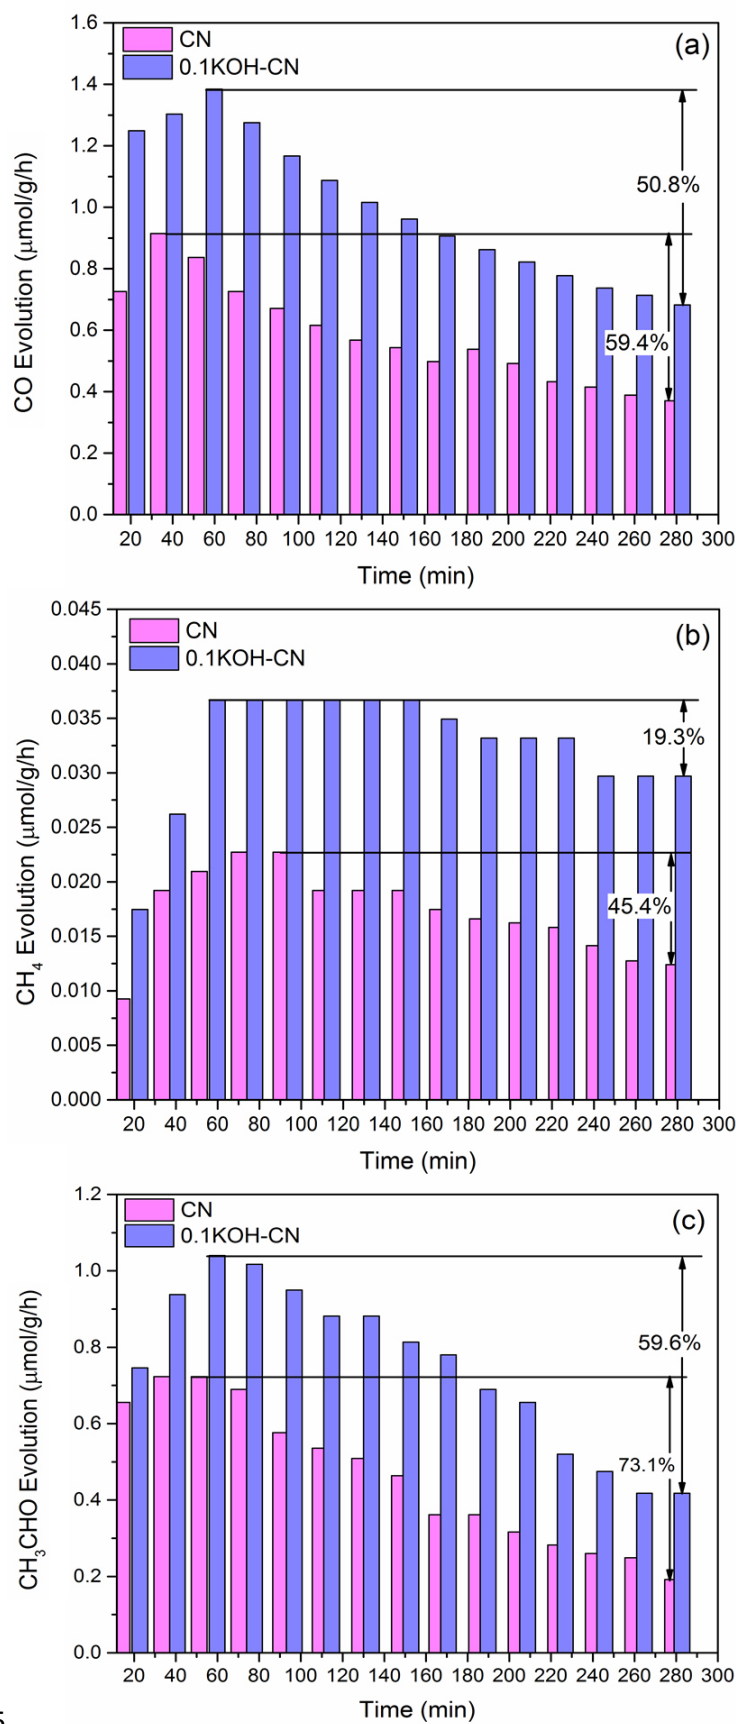 1.6
CN
(a)
0.1KOH-CN
1.4
1.2
50.8%
1.0
0.8
59.4%
0.6
0.4
0.2
0.0
CO Evolution (μmol/g/h)
20 40 60 80 100 120 140 160 180 200 220 240 260 280 300
Time (min)
0.045
CN
(b)
0.1KOH-CN
0.040
0.035
19.3%
0.030
0.025
0.020
45.4%
0.015
0.010
0.005
0.000
CH₄ Evolution (μmol/g/h)
20 40 60 80 100 120 140 160 180 200 220 240 260 280 300
Time (min)
1.2
CN
(c)
0.1KOH-CN
1.0
0.8
59.6%
0.6
73.1%
0.4
0.2
0.0
CH₃CHO Evolution (μmol/g/h)
20 40 60 80 100 120 140 160 180 200 220 240 260 280 300
Time (min)